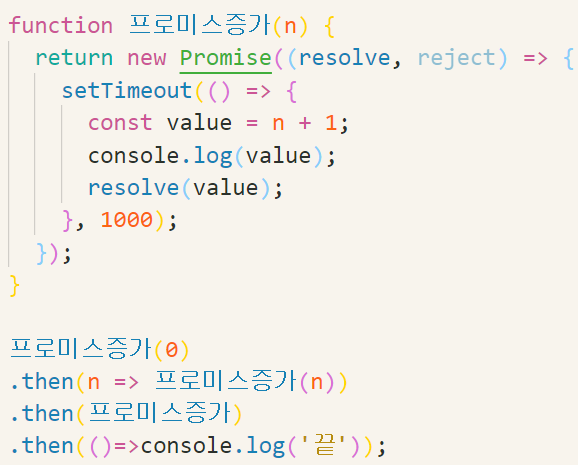 function 프로미스증가(n) {
  return new Promise((resolve, reject) => {
    setTimeout(() => {
      const value = n + 1;
      console.log(value);
      resolve(value);
    }, 1000);
  });
}

프로미스증가(0)
.then(n => 프로미스증가(n))
.then(프로미스증가)
.then(()=>console.log('끝'));